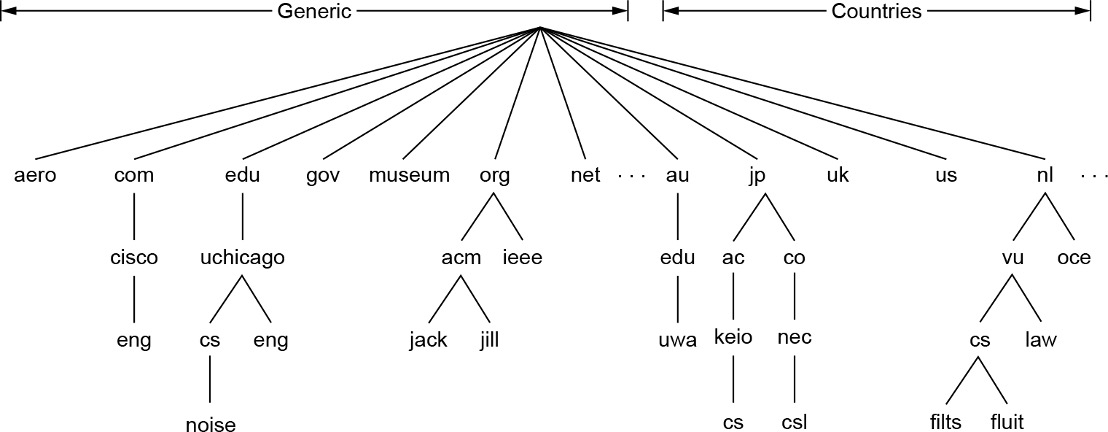 Generic Countries
aero com edu gov museum org net ··· au jp uk us nl ···
cisco uchicago acm ieee edu ac co vu oce
eng cs eng jack jill uwa keio nec cs law
noise cs csl filts fluit